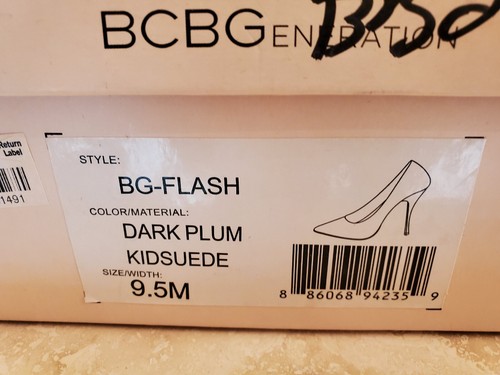 BCBGENERATION
Return
Label
1491
STYLE:
BG-FLASH
COLOR/MATERIAL:
DARK PLUM
KIDSUEDE
SIZE/WIDTH:
9.5M
8 86068 94235 9